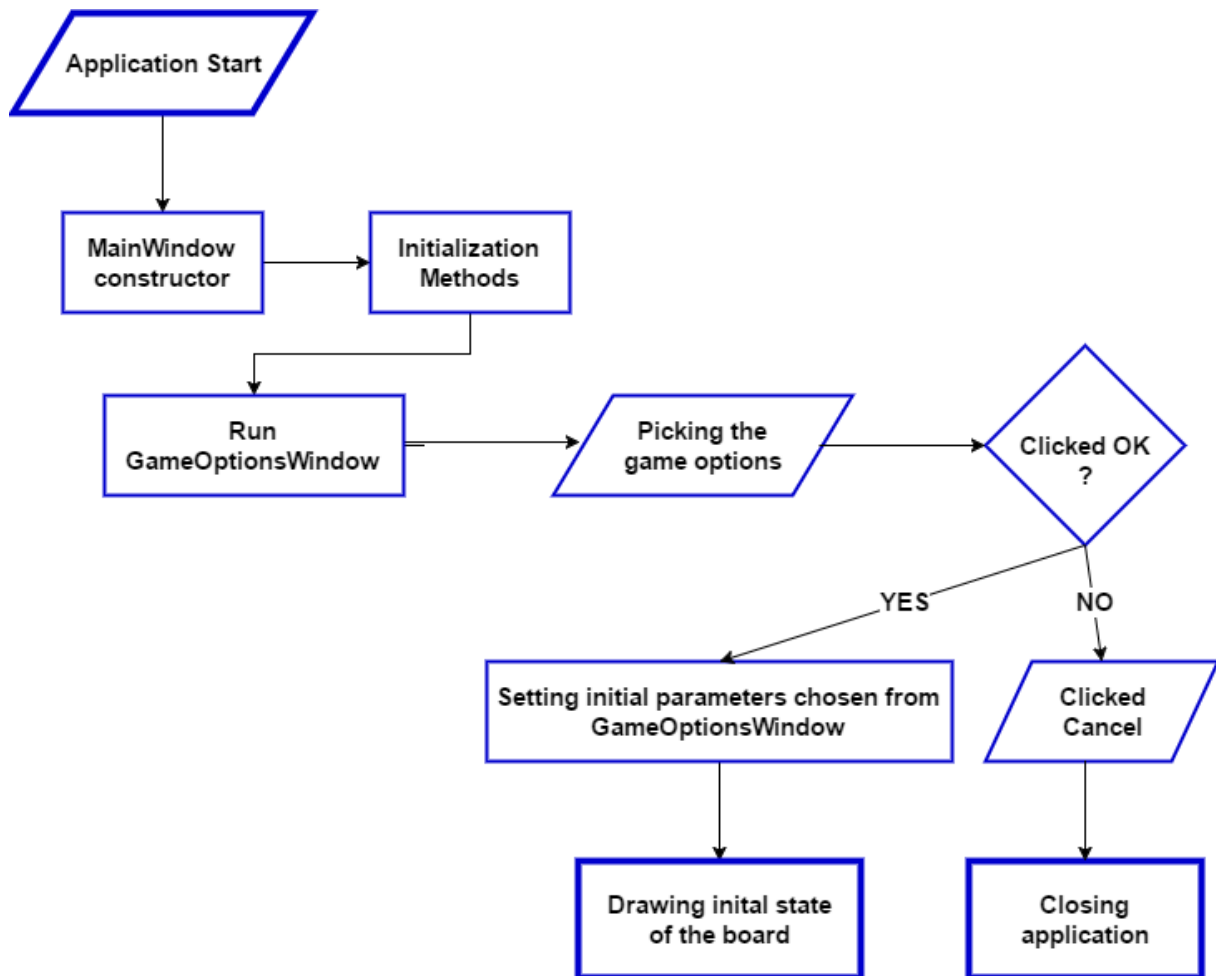 Application Start
MainWindow
constructor
Initialization
Methods
Run
GameOptionsWindow
Picking the
game options
Clicked OK
?
YES
NO
Setting initial parameters chosen from
GameOptionsWindow
Clicked
Cancel
Drawing inital state
of the board
Closing
application